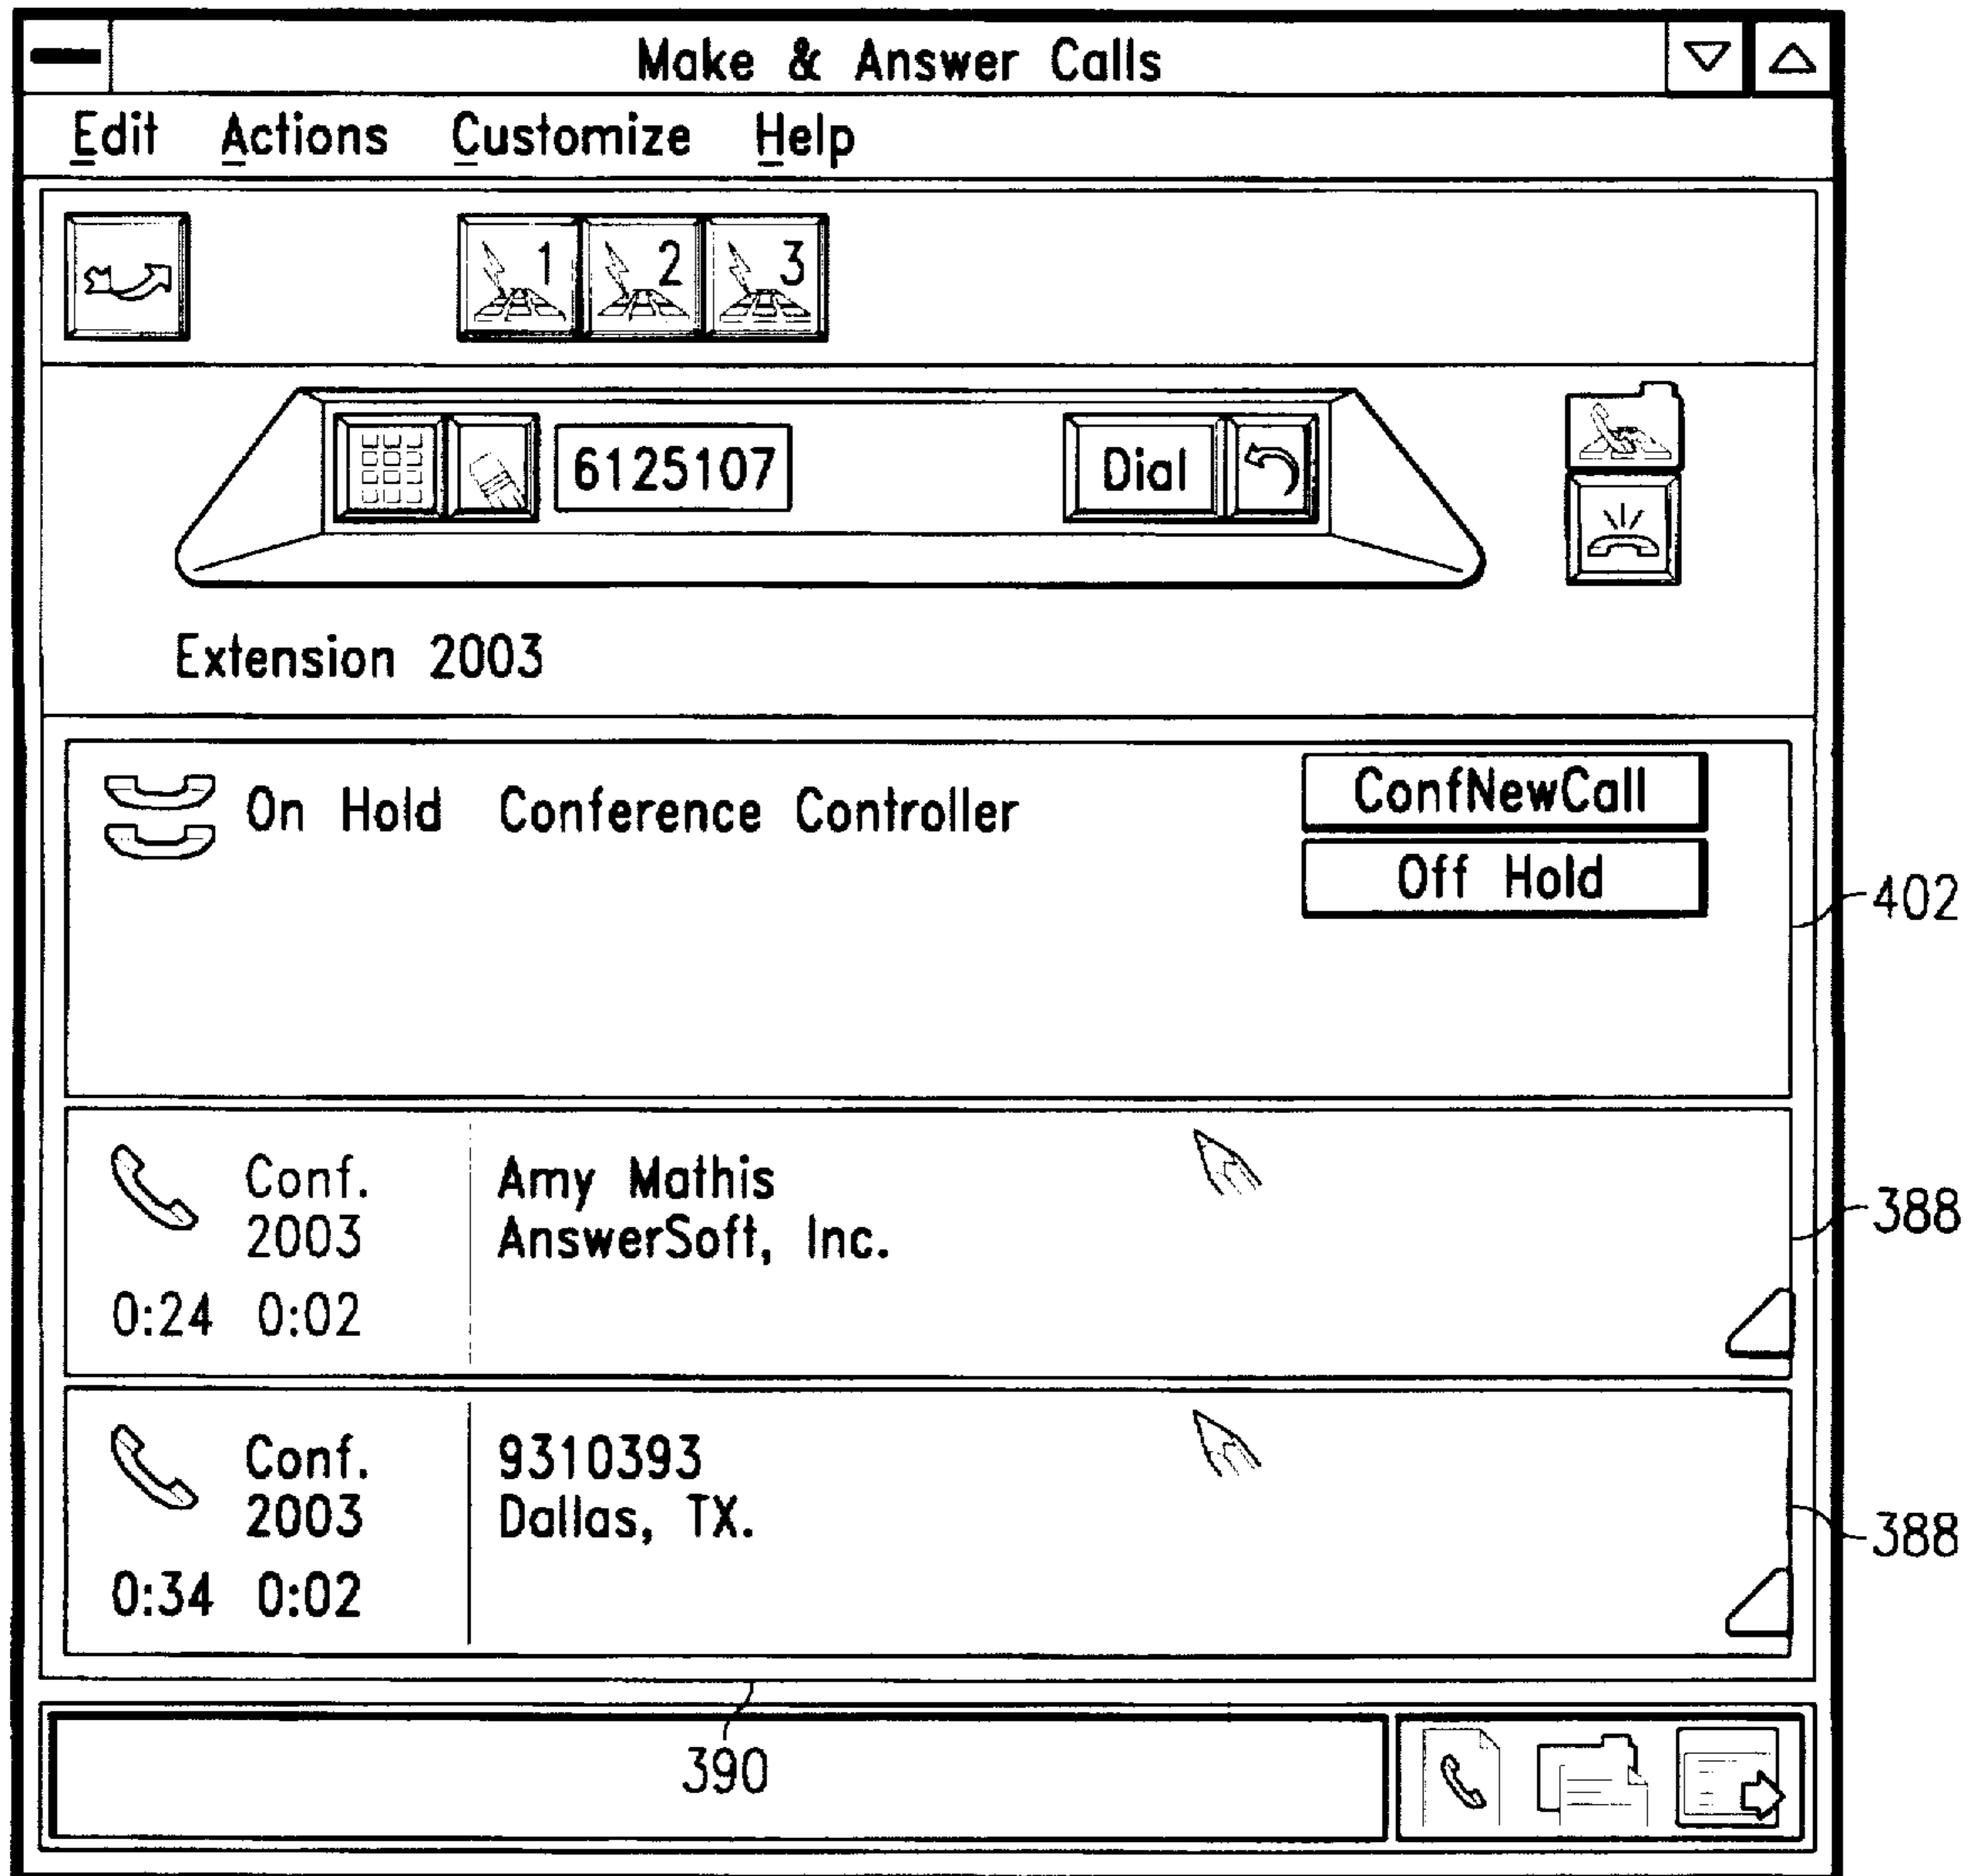 Make & Answer Calls
Edit Actions Customize Help
1 2 3
6125107 Dial
Extension 2003
On Hold Conference Controller
ConfNewCall
Off Hold
402
Conf. Amy Mathis
2003 AnswerSoft, Inc.
0:24 0:02
388
Conf. 9310393
2003 Dallas, TX.
0:34 0:02
388
390